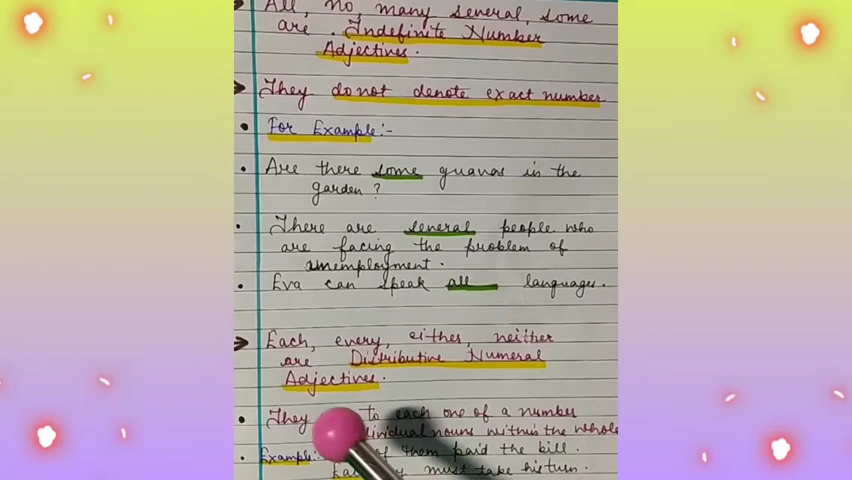 All, no many several, some
are . Indefinite Number
Adjectives.
They do not denote exact number
For Example:-
Are there some guavas in the
garden?
There are several people who
are facing the problem of
unemployment.
Eva can speak all languages.
Each, every, either, neither
are Distributive Numeral
Adjectives.
They to each one of a number
nouns within the whole
Example:- of them paid the bill.
must take his turn.